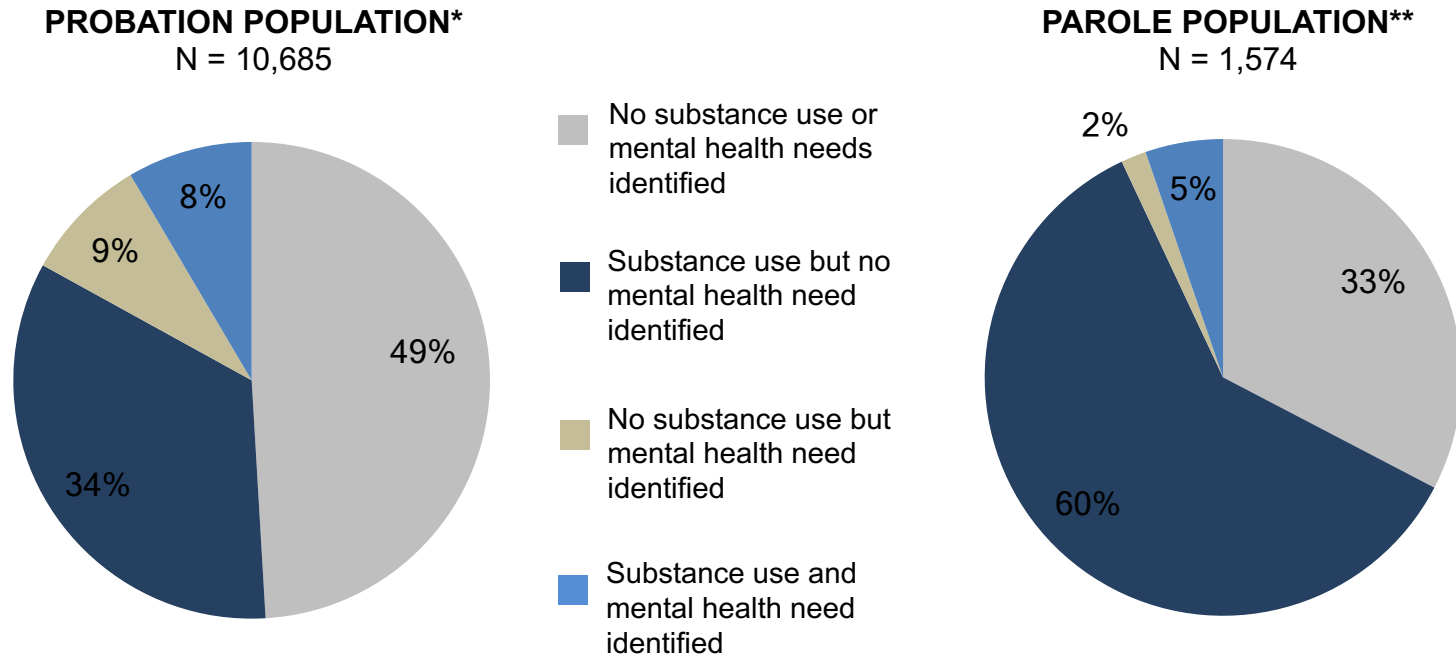 PROBATION POPULATION*
N = 10,685
8%
9%
49%
34%
No substance use or
mental health needs
identified
Substance use but no
mental health need
identified
No substance use but
mental health need
identified
Substance use and
mental health need
identified
PAROLE POPULATION**
N = 1,574
2%
5%
33%
60%